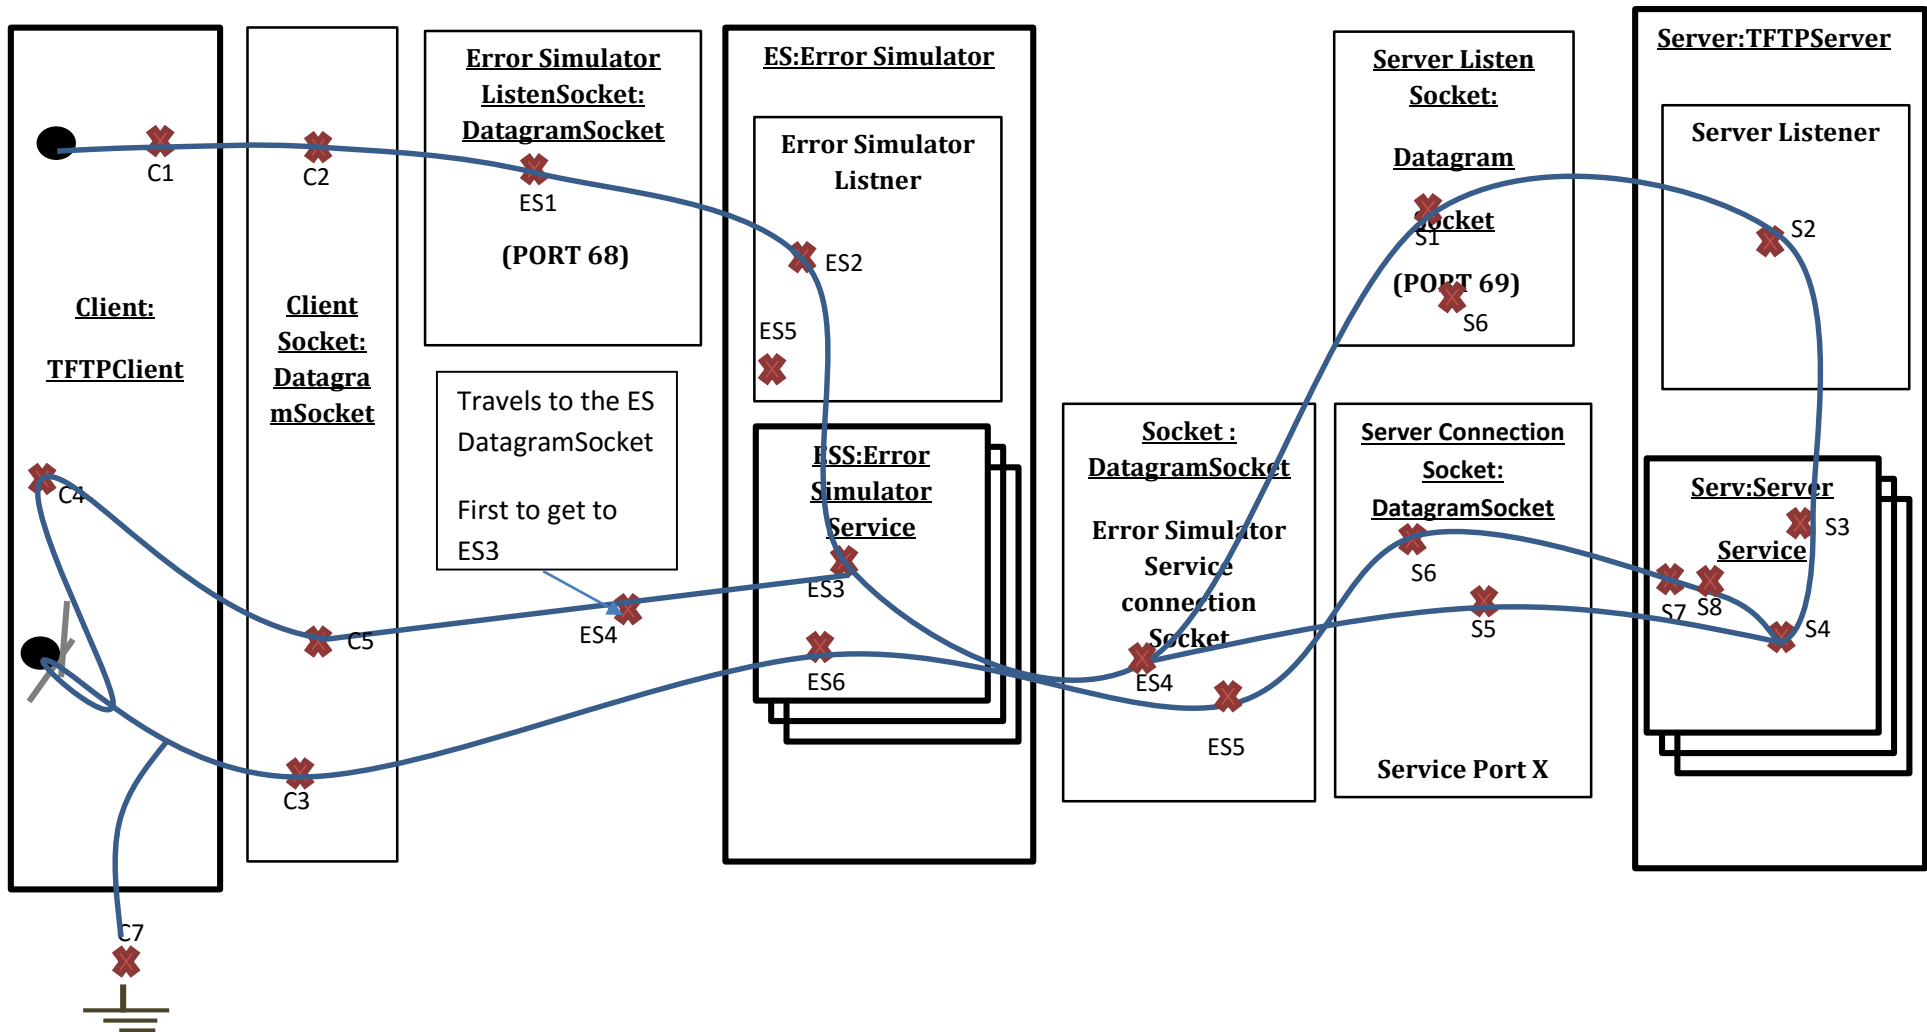 Client:
TFTPClient
C1
C4
C7
Client
Socket:
Datagra
mSocket
C2
C5
C3
Error Simulator
ListenSocket:
DatagramSocket
ES1
(PORT 68)
Travels to the ES
DatagramSocket
First to get to
ES3
ES4
ES:Error Simulator
Error Simulator
Listner
ES2
ES5
ESS:Error
Simulator
Service
ES3
ES6
Socket :
DatagramSocket
Error Simulator
Service
connection
Socket
ES4
ES5
Server Listen
Socket:
Datagram
Socket
S1
(PORT 69)
S6
Server Connection
Socket:
DatagramSocket
S6
S5
Service Port X
Server:TFTPServer
Server Listener
S2
Serv:Server
S3
Service
S7
S8
S4